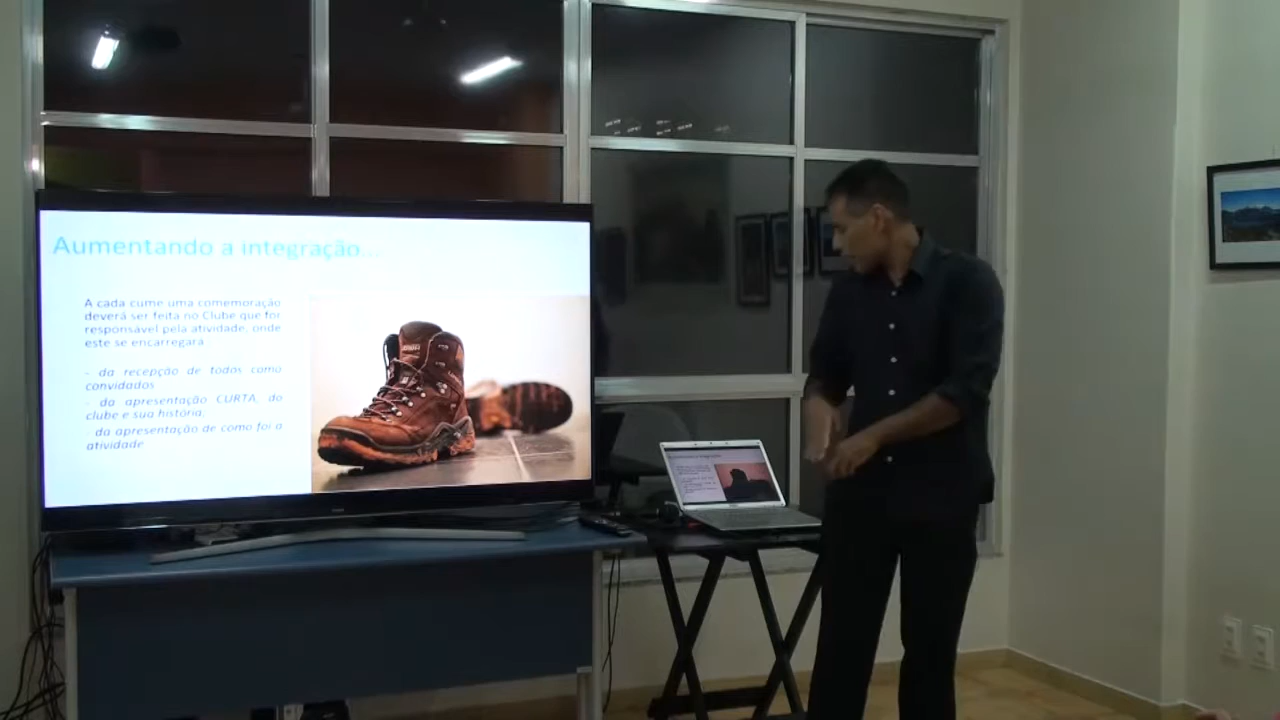 Aumentando a integração...
A cada cume uma comemoração
deverá ser feita no Clube que for
responsável pela atividade, onde
este se encarregará
- da recepção de todos como
convidados
- da apresentação CURTA, do
clube e sua história;
- da apresentação de como foi a
atividade